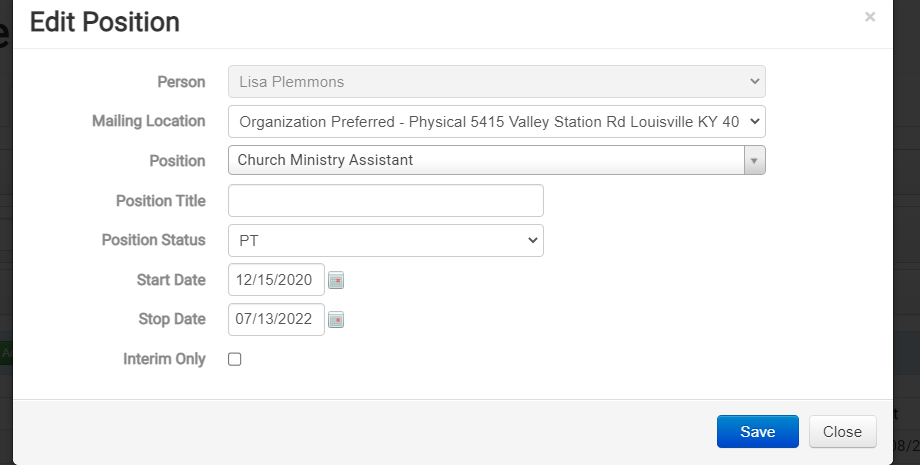 Edit Position
×
Person Lisa Plemmons
Mailing Location Organization Preferred - Physical 5415 Valley Station Rd Louisville KY 40
Position Church Ministry Assistant
Position Title
Position Status PT
Start Date 12/15/2020
Stop Date 07/13/2022
Interim Only
Save Close